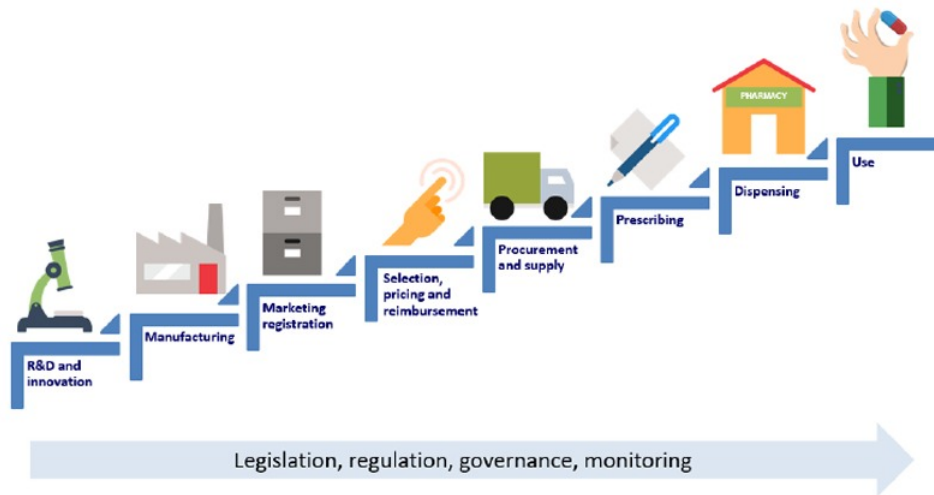 R&D and
innovation
Manufacturing
Marketing
registration
Selection,
pricing and
reimbursement
Procurement
and supply
Prescribing
PHARMACY
Dispensing
Use
Legislation, regulation, governance, monitoring